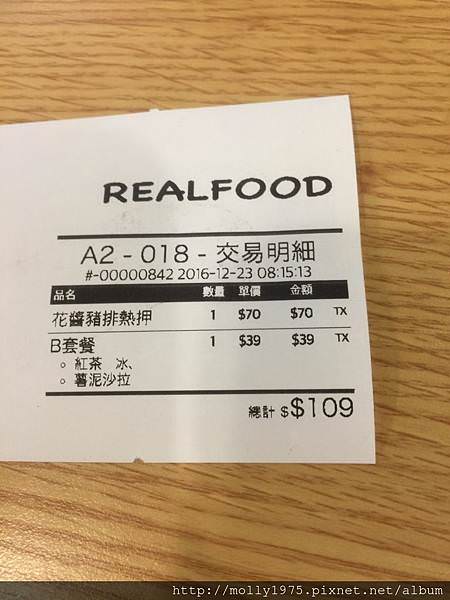 REALFOOD
A2 - 018 - 交易明細
#-00000842 2016-12-23 08:15:13
品名 數量 單價 金額
花醬豬排熱押 1 $70 $70 TX
B套餐 1 $39 $39 TX
。 紅茶 冰、
。 薯泥沙拉
總計 $$109
http://molly1975.pixnet.net/album